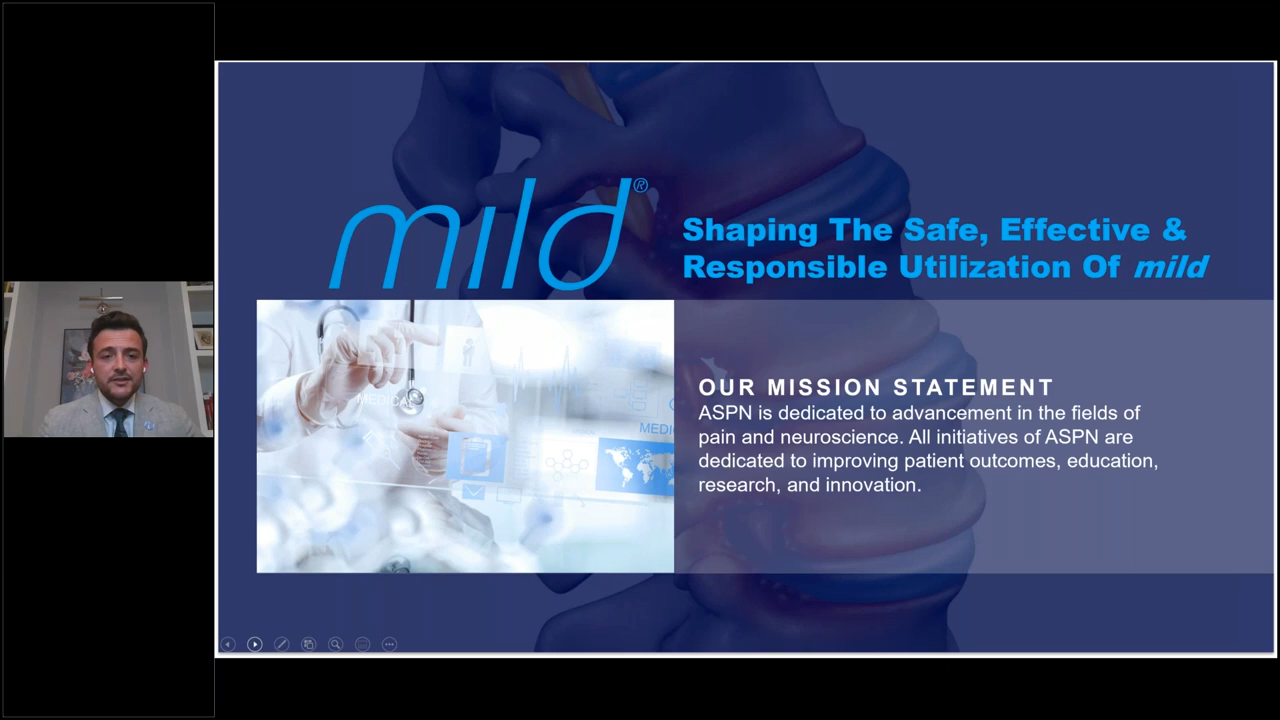 mild®
Shaping The Safe, Effective &
Responsible Utilization Of mild
MEDICA
MEDI
OUR MISSION STATEMENT
ASPN is dedicated to advancement in the fields of
pain and neuroscience. All initiatives of ASPN are
dedicated to improving patient outcomes, education,
research, and innovation.